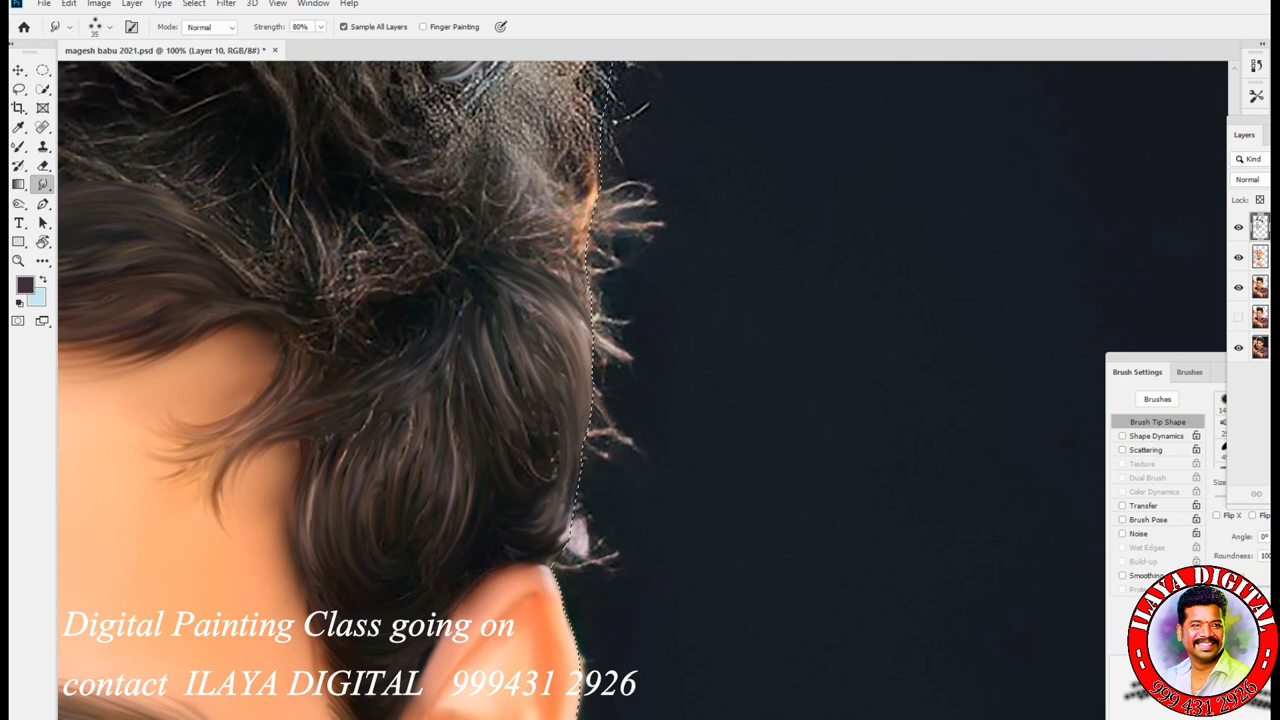 File Edit Image Layer Type Select Filter 3D View Window Help
35 Mode: Normal Strength: 80% Sample All Layers Finger Painting
magesh babu 2021.psd @ 100% (Layer 10, RGB/8#) * ×
Layers
Kind
Normal
Lock:
Brush Settings Brushes
Brushes
Brush Tip Shape
Shape Dynamics
Scattering
Texture
Dual Brush
Color Dynamics
Transfer
Brush Pose
Noise
Wet Edges
Build-up
Smoothing
Flip X
Angle: 0°
Roundness:
Digital Painting Class going on
contact ILAYA DIGITAL 999431 2926
ILAYA DIGITAL
999 431 2926